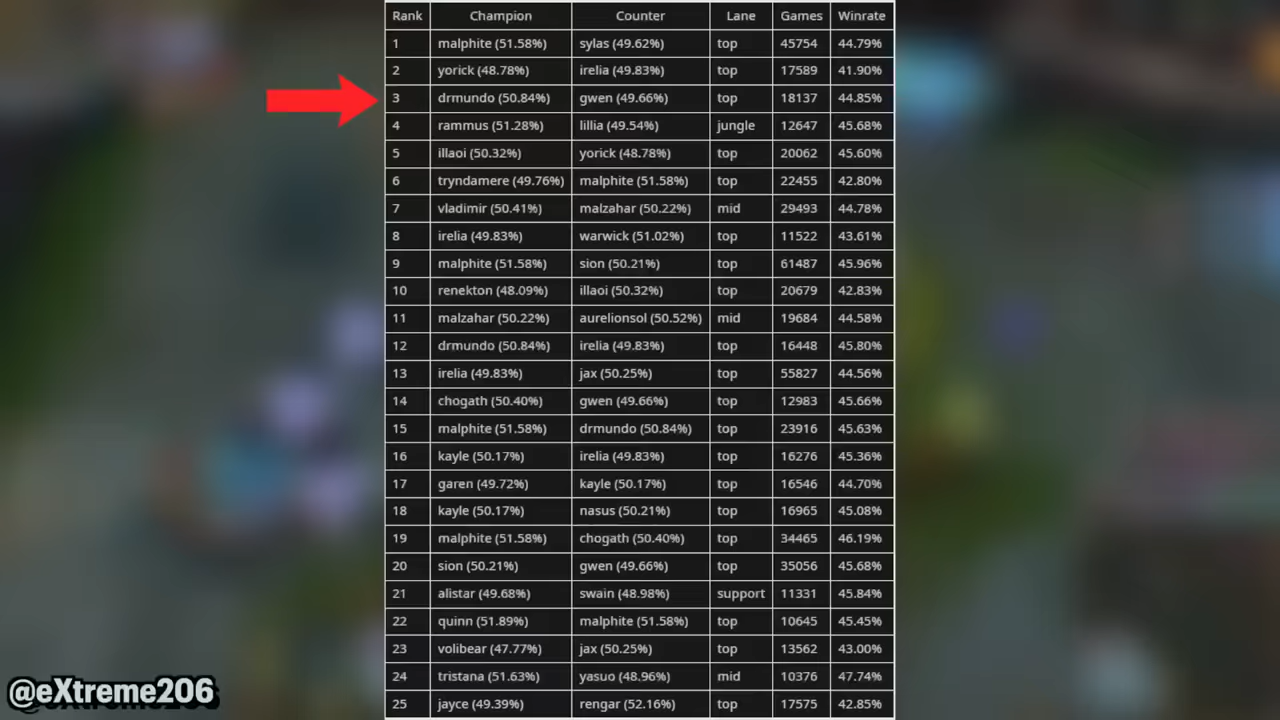 Rank Champion Counter Lane Games Winrate
1 malphite (51.58%) sylas (49.62%) top 45754 44.79%
2 yorick (48.78%) irelia (49.83%) top 17589 41.90%
3 drmundo (50.84%) gwen (49.66%) top 18137 44.85%
4 rammus (51.28%) lillia (49.54%) jungle 12647 45.68%
5 illaoi (50.32%) yorick (48.78%) top 20062 45.60%
6 tryndamere (49.76%) malphite (51.58%) top 22455 42.80%
7 vladimir (50.41%) malzahar (50.22%) mid 29493 44.78%
8 irelia (49.83%) warwick (51.02%) top 11522 43.61%
9 malphite (51.58%) sion (50.21%) top 61487 45.96%
10 renekton (48.09%) illaoi (50.32%) top 20679 42.83%
11 malzahar (50.22%) aurelionsol (50.52%) mid 19684 44.58%
12 drmundo (50.84%) irelia (49.83%) top 16448 45.80%
13 irelia (49.83%) jax (50.25%) top 55827 44.56%
14 chogath (50.40%) gwen (49.66%) top 12983 45.66%
15 malphite (51.58%) drmundo (50.84%) top 23916 45.63%
16 kayle (50.17%) irelia (49.83%) top 16276 45.36%
17 garen (49.72%) kayle (50.17%) top 16546 44.70%
18 kayle (50.17%) nasus (50.21%) top 16965 45.08%
19 malphite (51.58%) chogath (50.40%) top 34465 46.19%
20 sion (50.21%) gwen (49.66%) top 35056 45.68%
21 alistar (49.68%) swain (48.98%) support 11331 45.84%
22 quinn (51.89%) malphite (51.58%) top 10645 45.45%
23 volibear (47.77%) jax (50.25%) top 13562 43.00%
24 tristana (51.63%) yasuo (48.96%) mid 10376 47.74%
25 jayce (49.39%) rengar (52.16%) top 17575 42.85%
@eXtreme206